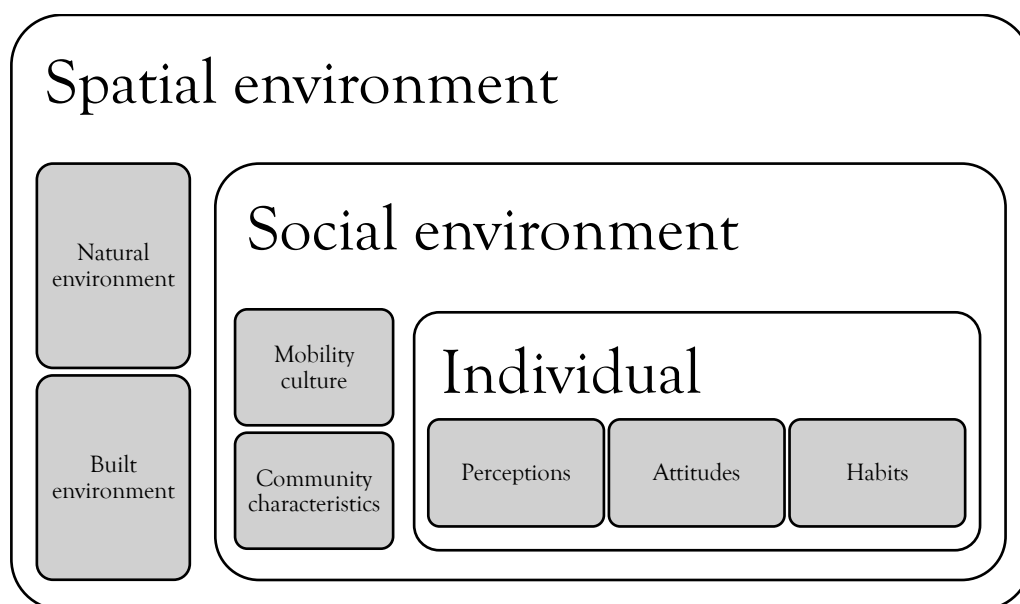 Spatial environment
Natural
environment
Built
environment
Social environment
Mobility
culture
Community
characteristics
Individual
Perceptions
Attitudes
Habits